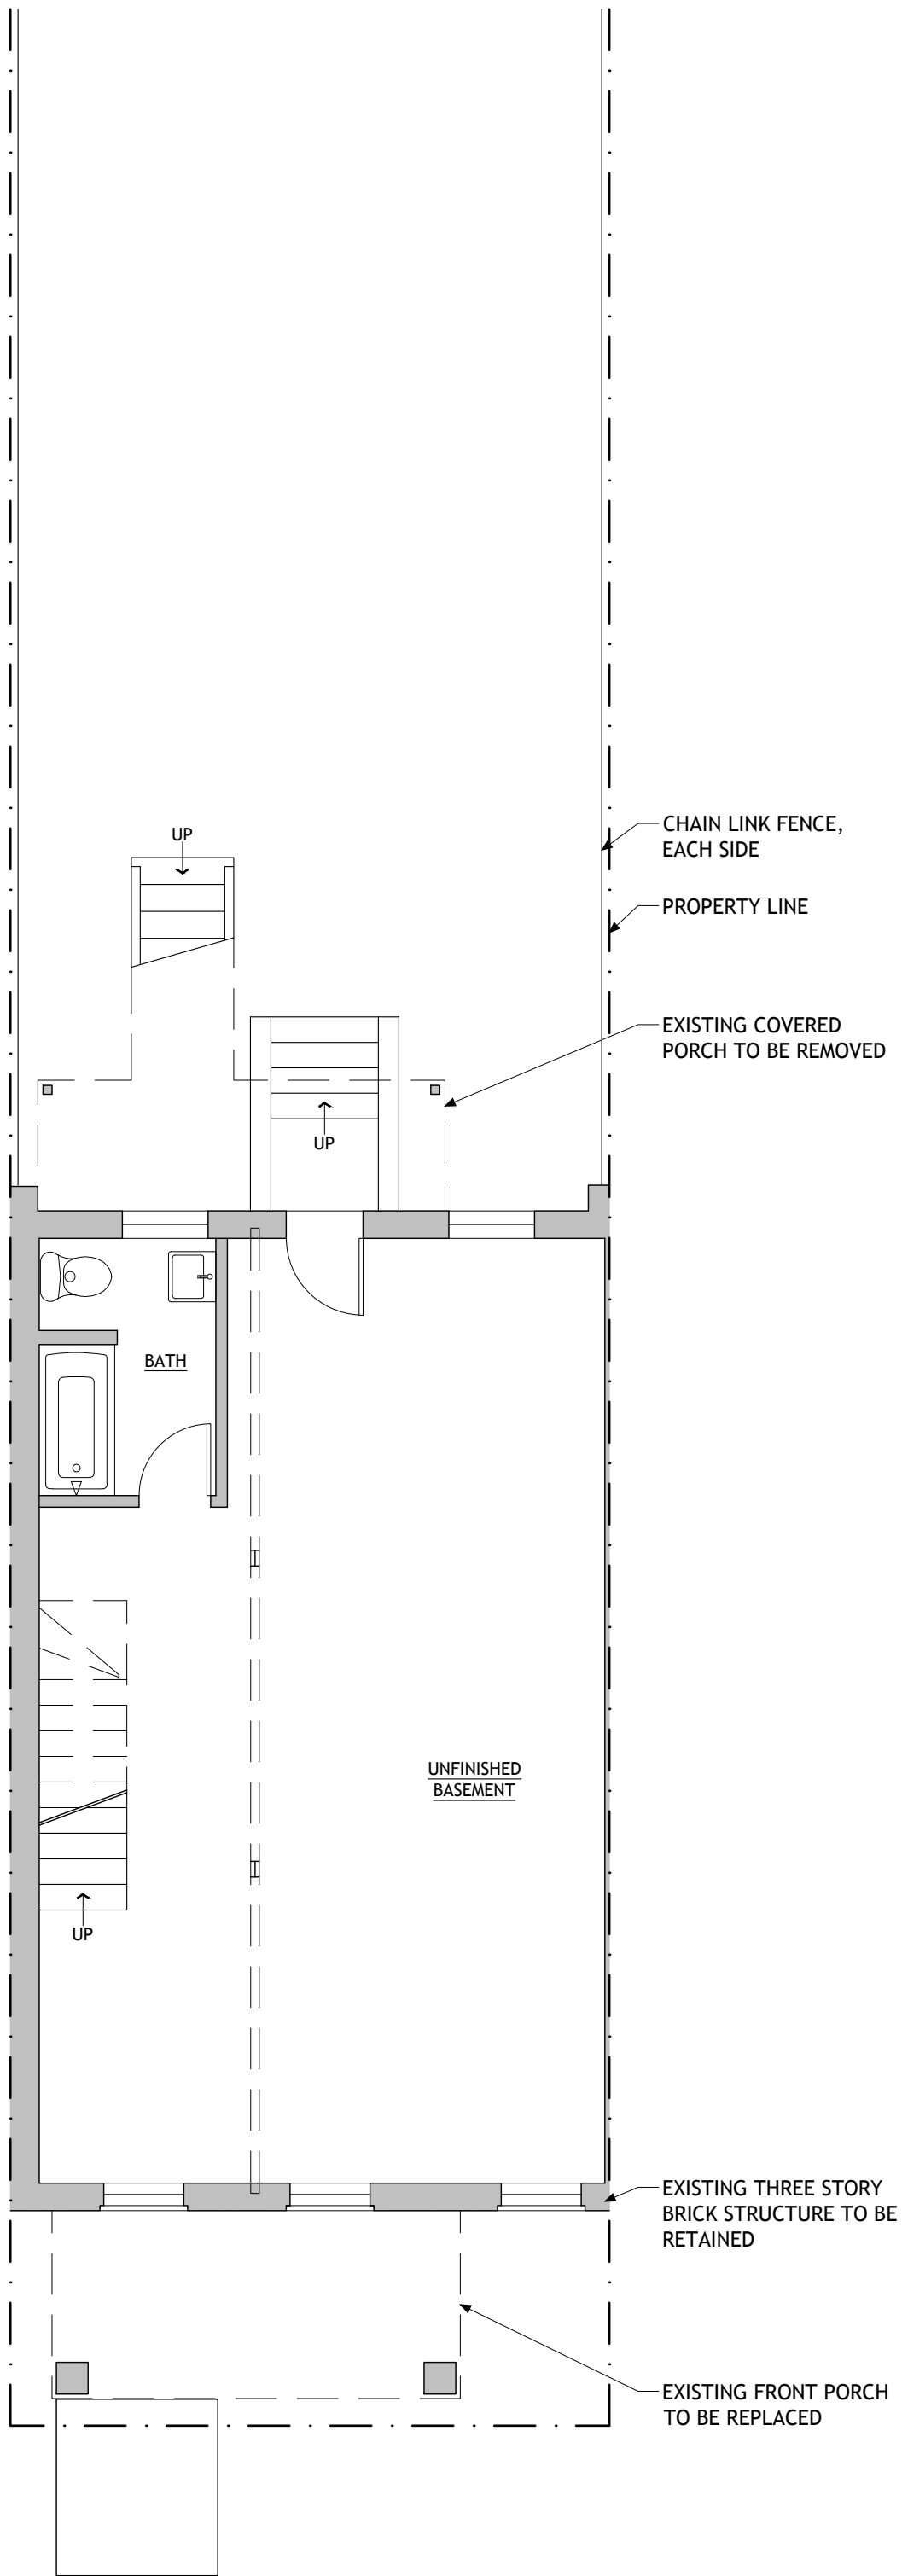 UP
CHAIN LINK FENCE,
EACH SIDE
PROPERTY LINE
EXISTING COVERED
PORCH TO BE REMOVED
UP
BATH
UNFINISHED
BASEMENT
UP
EXISTING THREE STORY
BRICK STRUCTURE TO BE
RETAINED
EXISTING FRONT PORCH
TO BE REPLACED